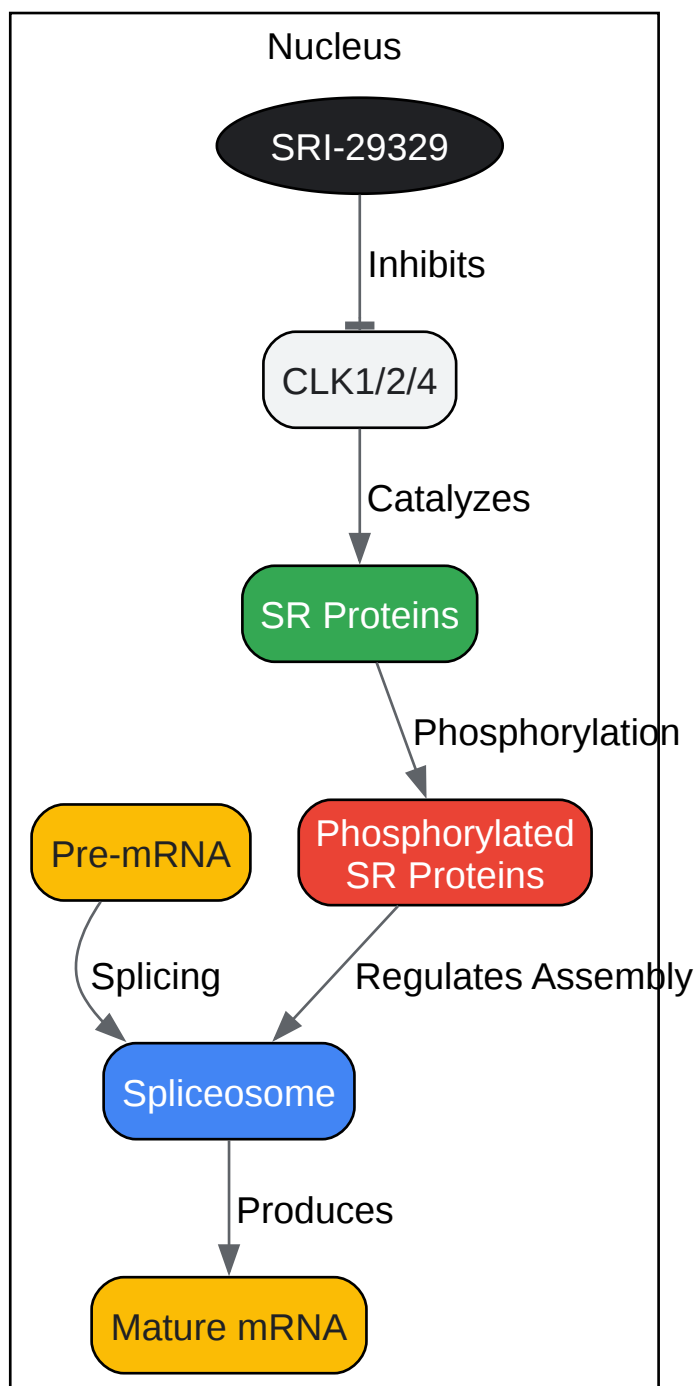 Nucleus
SRI-29329
Inhibits
CLK1/2/4
Catalyzes
SR Proteins
Phosphorylation
Pre-mRNA
Phosphorylated
SR Proteins
Splicing
Regulates Assembly
Spliceosome
Produces
Mature mRNA